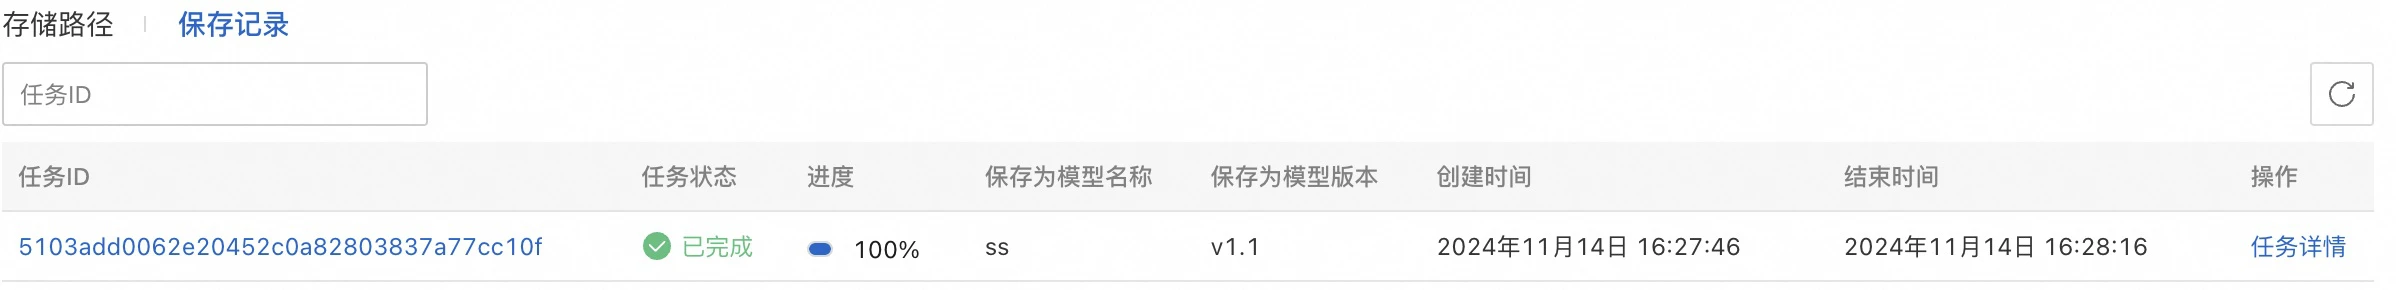 存储路径 保存记录
任务ID
任务ID 任务状态 进度 保存为模型名称 保存为模型版本 创建时间 结束时间 操作
5103add0062e20452c0a82803837a77cc10f 已完成 100% ss v1.1 2024年11月14日 16:27:46 2024年11月14日 16:28:16 任务详情